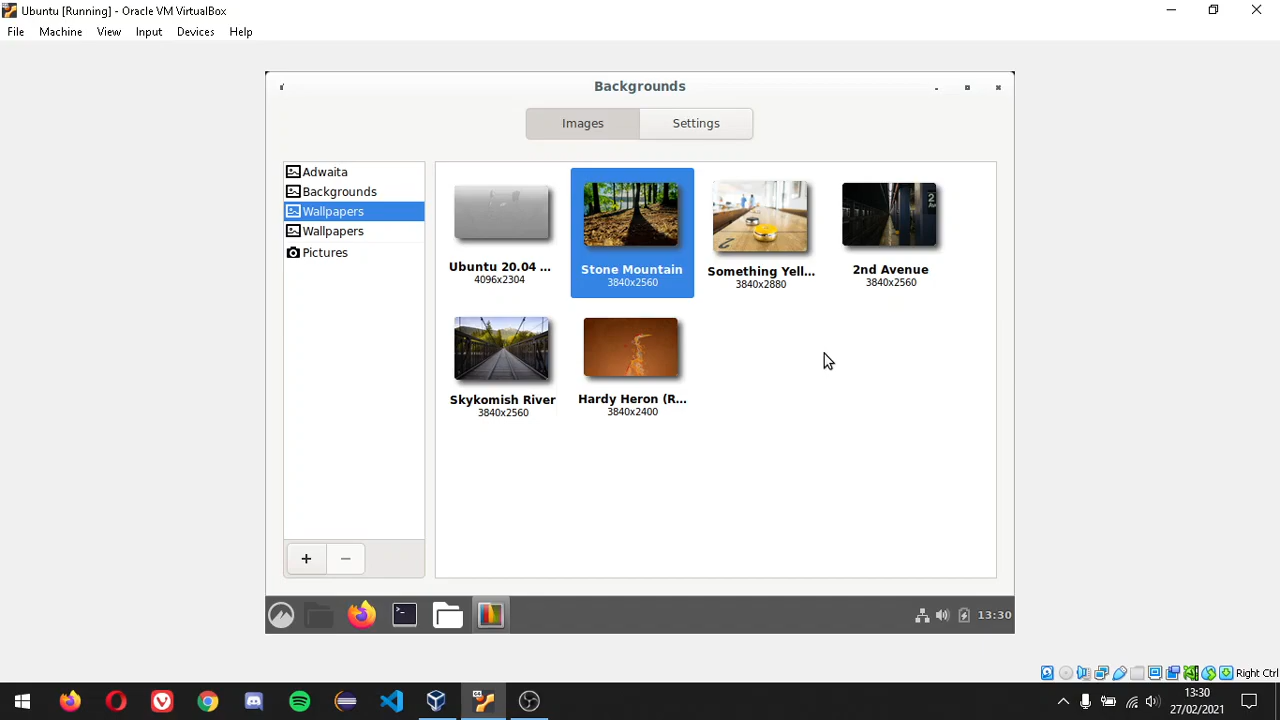 Ubuntu [Running] - Oracle VM VirtualBox
File Machine View Input Devices Help
Backgrounds
Images Settings
Adwaita
Backgrounds
Wallpapers
Wallpapers
Pictures
Ubuntu 20.04 ...
4096x2304
Stone Mountain
3840x2560
Something Yell...
3840x2880
2nd Avenue
3840x2560
Skykomish River
3840x2560
Hardy Heron (R...
3840x2400
+ −
13:30
Right Ctrl
13:30
27/02/2021